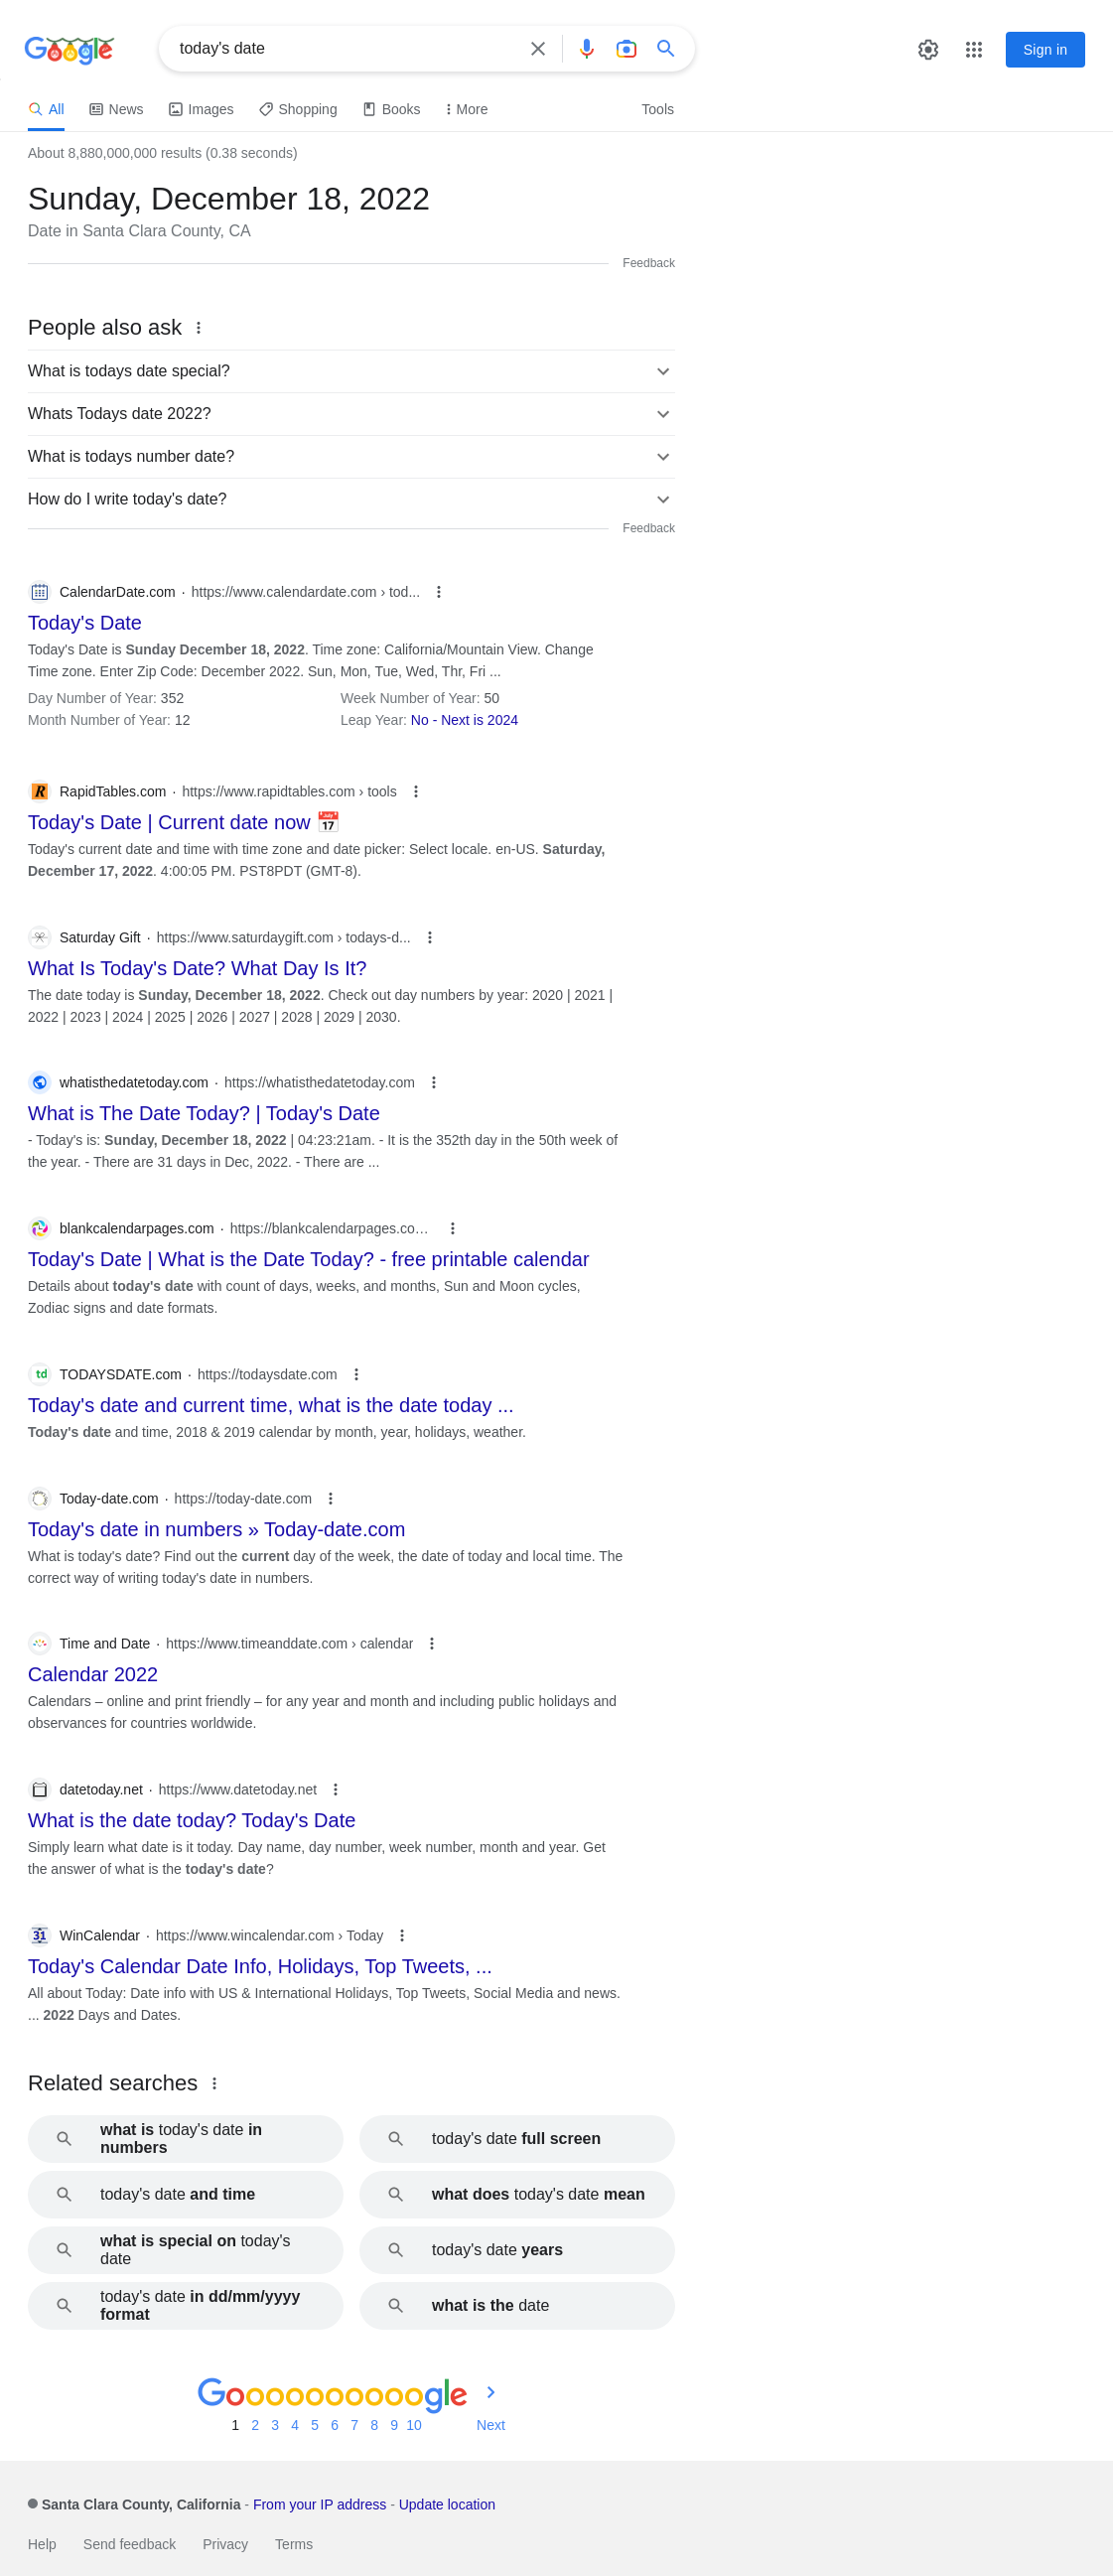 Google
today's date
Sign in
All News Images Shopping Books More Tools
About 8,880,000,000 results (0.38 seconds)
Sunday, December 18, 2022
Date in Santa Clara County, CA
Feedback
People also ask
What is todays date special?
Whats Todays date 2022?
What is todays number date?
How do I write today's date?
Feedback
CalendarDate.com · https://www.calendardate.com › tod...
Today's Date
Today's Date is Sunday December 18, 2022. Time zone: California/Mountain View. Change
Time zone. Enter Zip Code: December 2022. Sun, Mon, Tue, Wed, Thr, Fri ...
Day Number of Year: 352 Week Number of Year: 50
Month Number of Year: 12 Leap Year: No - Next is 2024
RapidTables.com · https://www.rapidtables.com › tools
Today's Date | Current date now 📅
Today's current date and time with time zone and date picker: Select locale. en-US. Saturday,
December 17, 2022. 4:00:05 PM. PST8PDT (GMT-8).
Saturday Gift · https://www.saturdaygift.com › todays-d...
What Is Today's Date? What Day Is It?
The date today is Sunday, December 18, 2022. Check out day numbers by year: 2020 | 2021 |
2022 | 2023 | 2024 | 2025 | 2026 | 2027 | 2028 | 2029 | 2030.
whatisthedatetoday.com · https://whatisthedatetoday.com
What is The Date Today? | Today's Date
- Today's is: Sunday, December 18, 2022 | 04:23:21am. - It is the 352th day in the 50th week of
the year. - There are 31 days in Dec, 2022. - There are ...
blankcalendarpages.com · https://blankcalendarpages.co…
Today's Date | What is the Date Today? - free printable calendar
Details about today's date with count of days, weeks, and months, Sun and Moon cycles,
Zodiac signs and date formats.
td TODAYSDATE.com · https://todaysdate.com
Today's date and current time, what is the date today ...
Today's date and time, 2018 & 2019 calendar by month, year, holidays, weather.
Today-date.com · https://today-date.com
Today's date in numbers » Today-date.com
What is today's date? Find out the current day of the week, the date of today and local time. The
correct way of writing today's date in numbers.
Time and Date · https://www.timeanddate.com › calendar
Calendar 2022
Calendars – online and print friendly – for any year and month and including public holidays and
observances for countries worldwide.
datetoday.net · https://www.datetoday.net
What is the date today? Today's Date
Simply learn what date is it today. Day name, day number, week number, month and year. Get
the answer of what is the today's date?
31 WinCalendar · https://www.wincalendar.com › Today
Today's Calendar Date Info, Holidays, Top Tweets, ...
All about Today: Date info with US & International Holidays, Top Tweets, Social Media and news.
... 2022 Days and Dates.
Related searches
what is today's date in
numbers
today's date full screen
today's date and time
what does today's date mean
what is special on today's
date
today's date years
today's date in dd/mm/yyyy
format
what is the date
Goooooooooogle
1 2 3 4 5 6 7 8 9 10 Next
Santa Clara County, California - From your IP address - Update location
Help Send feedback Privacy Terms